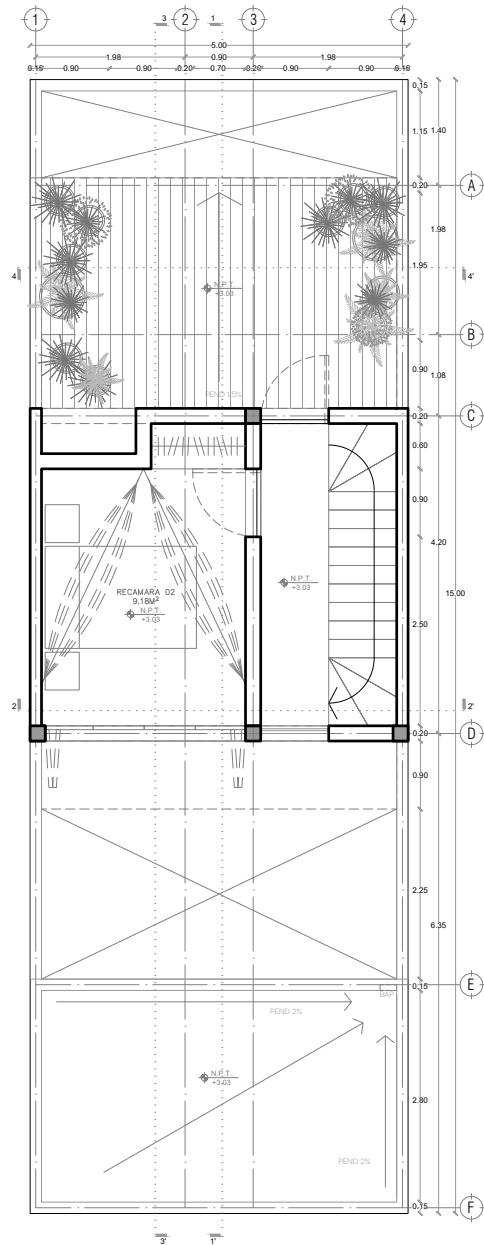 1 3 1 2 3 4
5.00
1.98 0.90 1.98
0.15 0.90 0.90 0.20 0.70 0.20 0.90 0.90 0.15
0.15
1.15 1.40
0.20 A
1.98
4 1.95 4'
N.P.T.
+3.03
B
0.90 1.08
PEND 1.5%
0.20 C
0.60
0.90
4.20
N.P.T.
+3.03
RECAMARA 02
9.18M²
N.P.T.
+3.03
15.00
2.50
2 2'
0.20 D
0.90
2.25
6.35
0.15 E
BAP
PEND 2%
N.P.T.
+3.03
2.80
PEND 2%
0.15 F
3' 1'